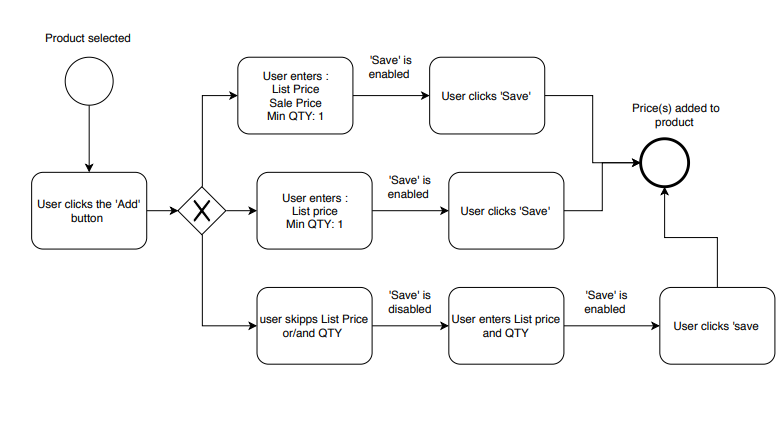 Product selected
User clicks the 'Add'
button
X
User enters :
List Price
Sale Price
Min QTY: 1
'Save' is
enabled
User clicks 'Save'
User enters :
List price
Min QTY: 1
'Save' is
enabled
User clicks 'Save'
Price(s) added to
product
user skipps List Price
or/and QTY
'Save' is
disabled
User enters List price
and QTY
'Save' is
enabled
User clicks 'save